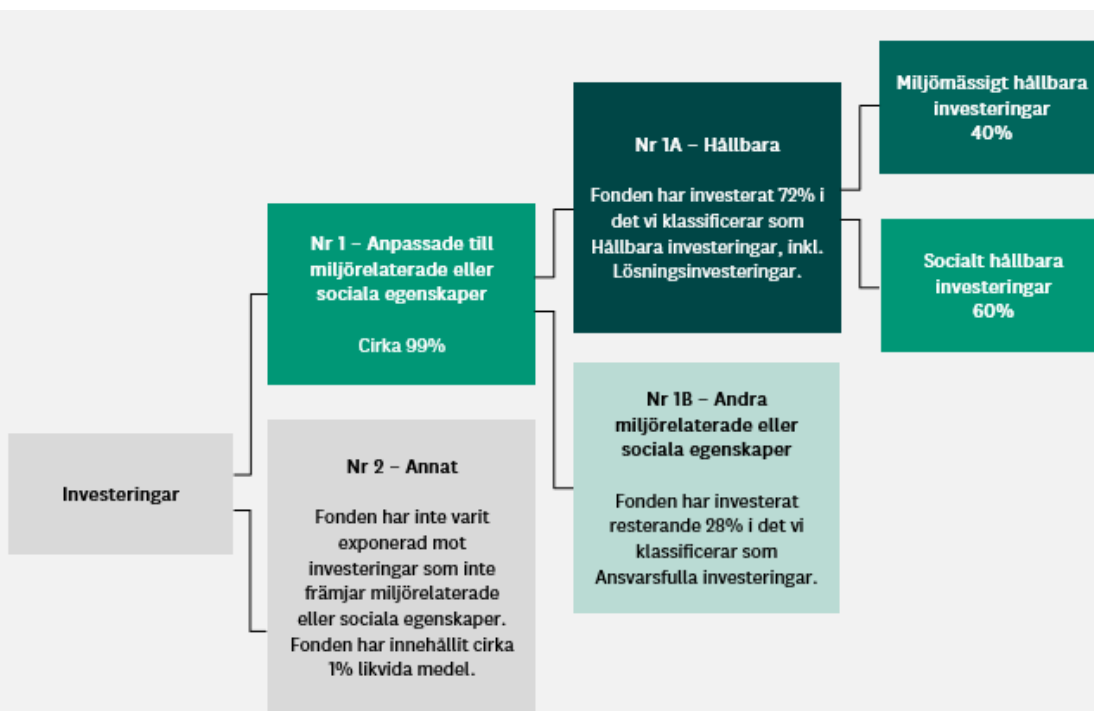 Investeringar
Nr 1 – Anpassade till
miljörelaterade eller
sociala egenskaper
Cirka 99%
Nr 2 – Annat
Fonden har inte varit
exponerad mot
investeringar som inte
främjar miljörelaterade
eller sociala egenskaper.
Fonden har innehållit cirka
1% likvida medel.
Nr 1A – Hållbara
Fonden har investerat 72% i
det vi klassificerar som
Hållbara investeringar, inkl.
Lösningsinvesteringar.
Nr 1B – Andra
miljörelaterade eller
sociala egenskaper
Fonden har investerat
resterande 28% i det vi
klassificerar som
Ansvarsfulla investeringar.
Miljömässigt hållbara
investeringar
40%
Socialt hållbara
investeringar
60%